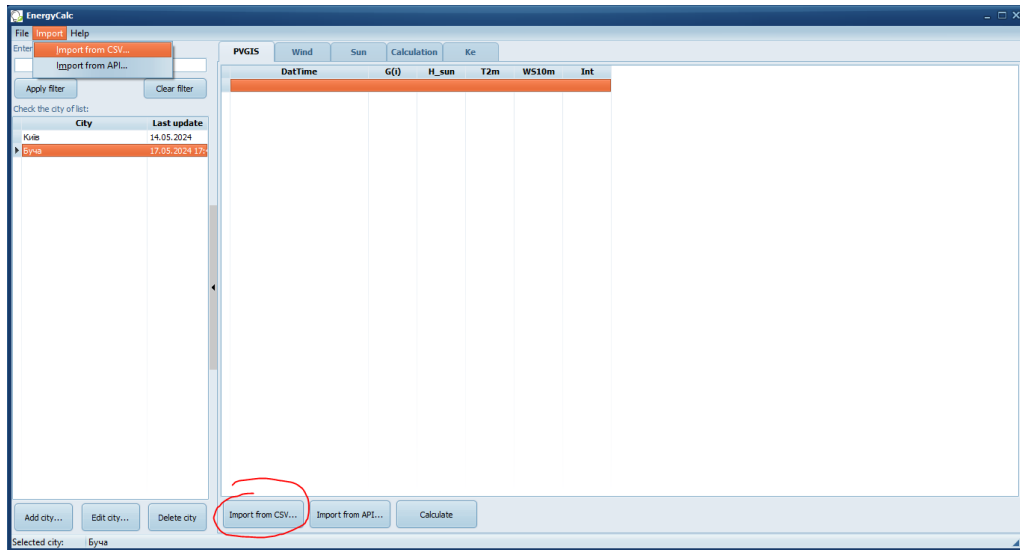 EnergyCalc
File Import Help
Import from CSV...
Import from API...
Enter
Apply filter Clear filter
Check the city of list:
City Last update
Київ 14.05.2024
Буча 17.05.2024 17:
PVGIS Wind Sun Calculation Ke
DatTime G(i) H_sun T2m WS10m Int
Import from CSV... Import from API... Calculate
Add city... Edit city... Delete city
Selected city: Буча